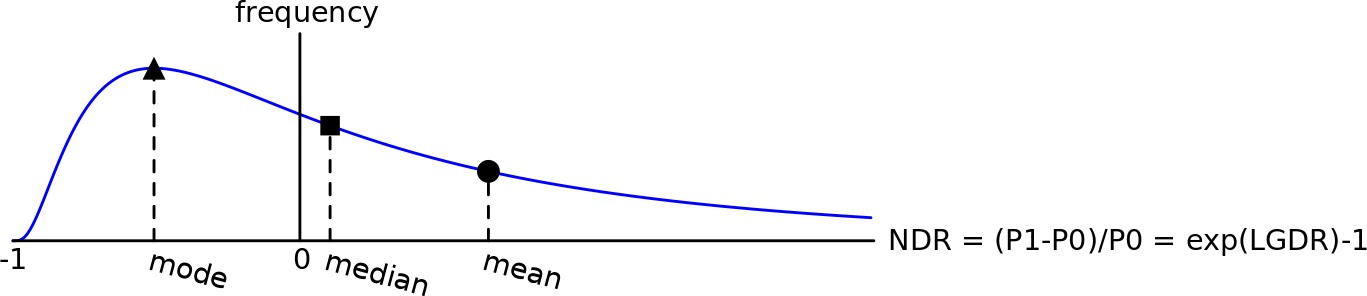 frequency
NDR = (P1-P0)/P0 = exp(LGDR)-1
-1
0
mode
median
mean